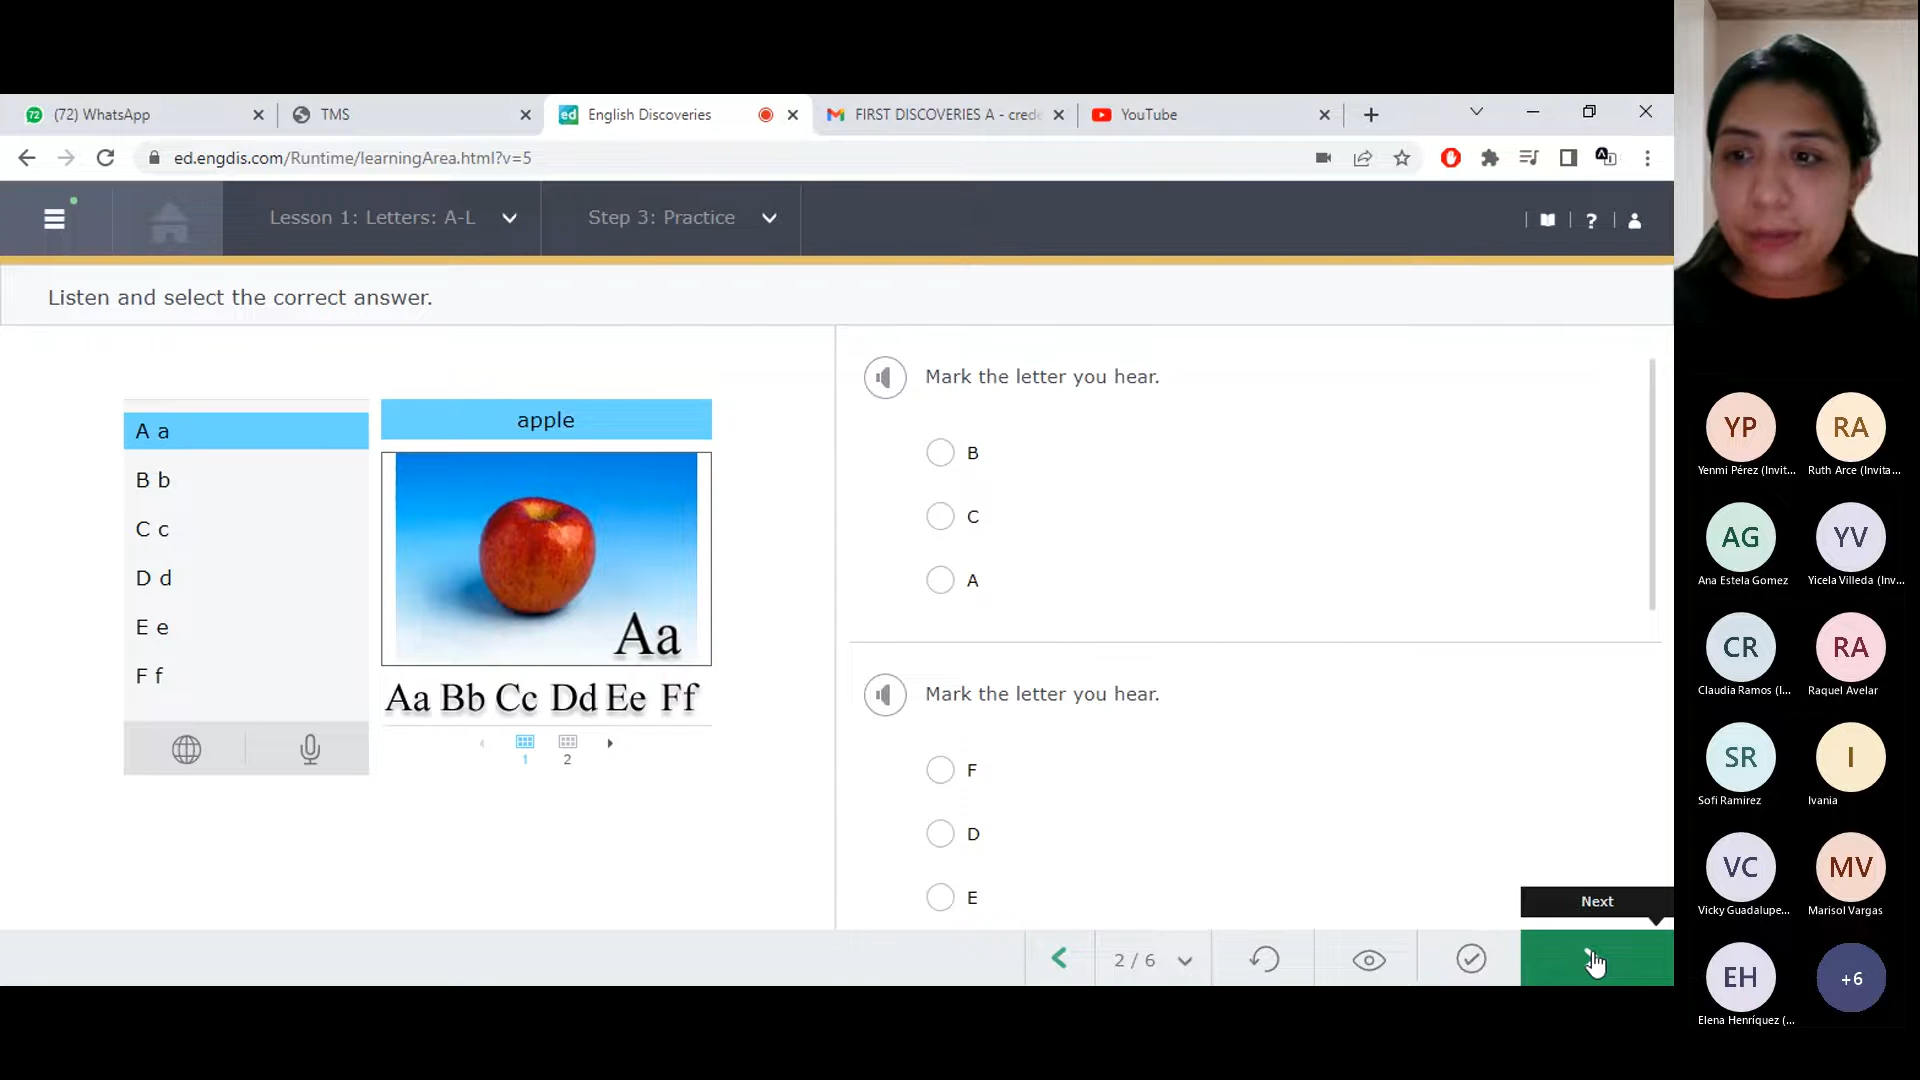 (72) WhatsApp
TMS
English Discoveries
FIRST DISCOVERIES A - crede
YouTube
ed.engdis.com/Runtime/learningArea.html?v=5
Lesson 1: Letters: A-L
Step 3: Practice
?
Listen and select the correct answer.
A a
B b
C c
D d
E e
F f
apple
Aa
Aa Bb Cc Dd Ee Ff
1
2
Mark the letter you hear.
B
C
A
Mark the letter you hear.
F
D
E
Next
2 / 6
YP
Yenmi Pérez (Invit...
RA
Ruth Arce (Invita...
AG
Ana Estela Gomez
YV
Yicela Villeda (Inv...
CR
Claudia Ramos (I...
RA
Raquel Avelar
SR
Sofi Ramirez
I
Ivania
VC
Vicky Guadalupe...
MV
Marisol Vargas
EH
Elena Henríquez (...
+6